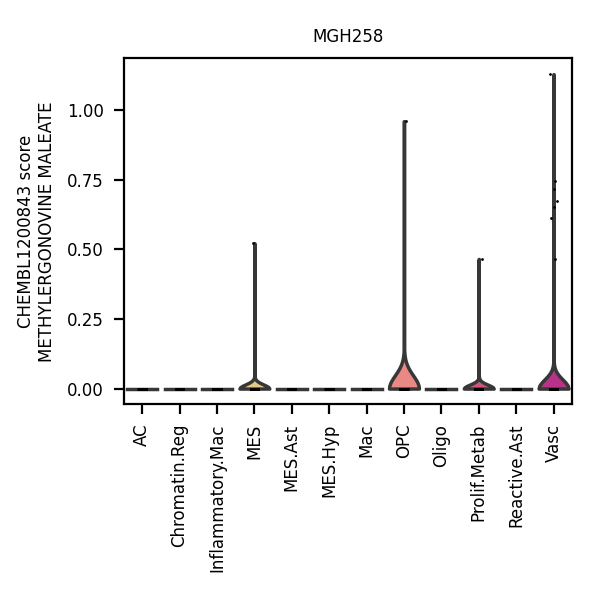 MGH258
CHEMBL1200843 score
METHYLERGONOVINE MALEATE
1.00
0.75
0.50
0.25
0.00
AC
Chromatin.Reg
Inflammatory.Mac
MES
MES.Ast
MES.Hyp
Mac
OPC
Oligo
Prolif.Metab
Reactive.Ast
Vasc